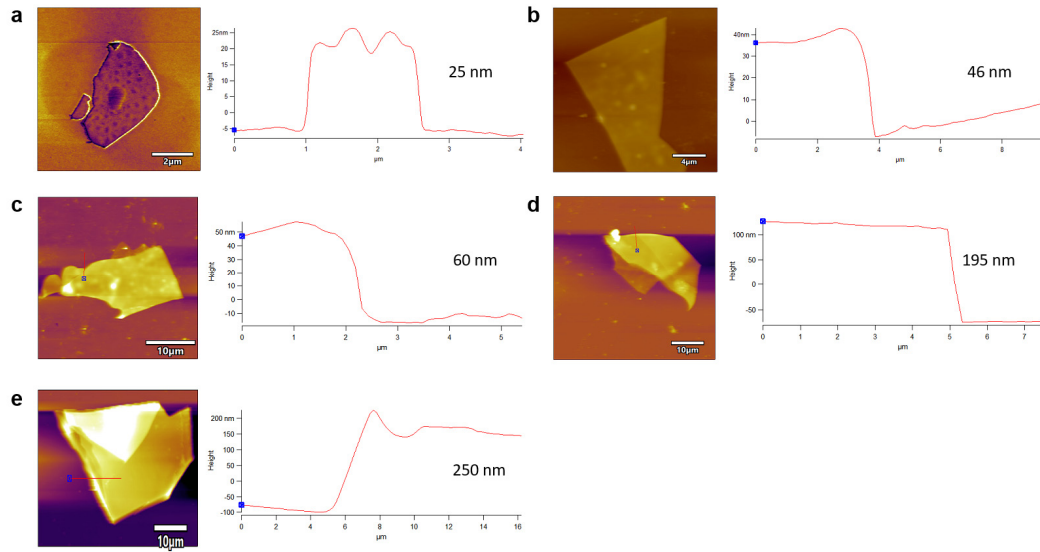 a
25nm
20
15
10
5
0
-5
Height
25 nm
0
1
2
3
4
µm
2µm
b
40nm
30
20
10
0
Height
46 nm
0
2
4
6
8
µm
4µm
c
50 nm
40
30
20
10
0
-10
Height
60 nm
0
1
2
3
4
5
µm
10µm
d
100 nm
50
0
-50
Height
195 nm
0
1
2
3
4
5
6
7
µm
10µm
e
200 nm
150
100
50
0
-50
-100
Height
250 nm
0
2
4
6
8
10
12
14
16
µm
10µm